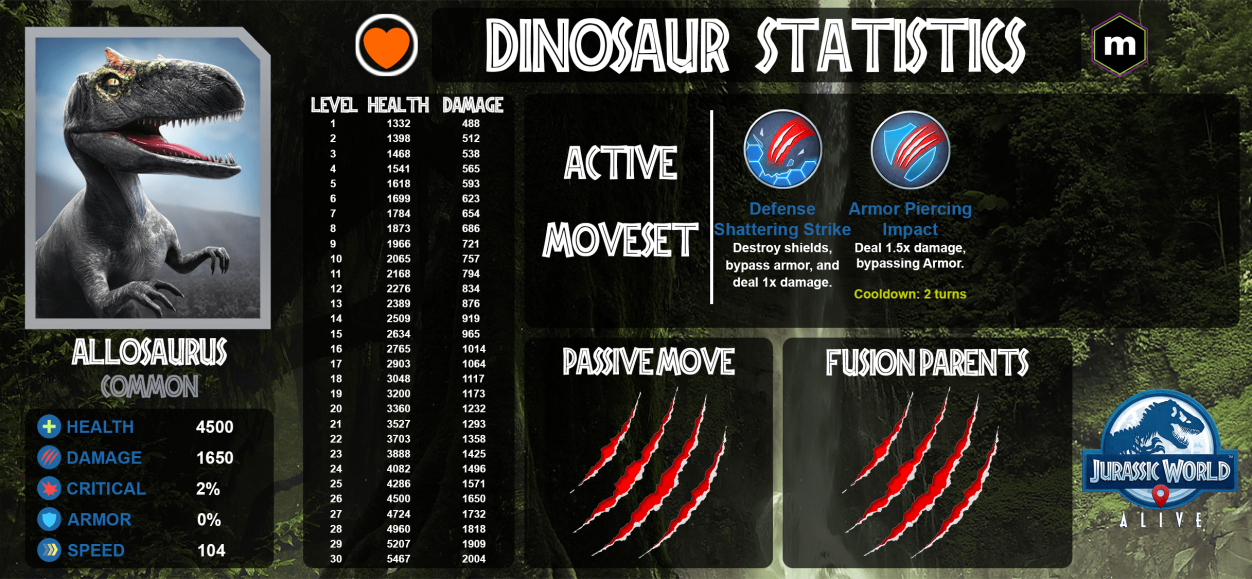 DINOSAUR STATISTICS
m
ALLOSAURUS
COMMON
HEALTH 4500
DAMAGE 1650
CRITICAL 2%
ARMOR 0%
SPEED 104
LEVEL HEALTH DAMAGE
1 1332 488
2 1398 512
3 1468 538
4 1541 565
5 1618 593
6 1699 623
7 1784 654
8 1873 686
9 1966 721
10 2065 757
11 2168 794
12 2276 834
13 2389 876
14 2509 919
15 2634 965
16 2765 1014
17 2903 1064
18 3048 1117
19 3200 1173
20 3360 1232
21 3527 1293
22 3703 1358
23 3888 1425
24 4082 1496
25 4286 1571
26 4500 1650
27 4724 1732
28 4960 1818
29 5207 1909
30 5467 2004
ACTIVE
MOVESET
Defense
Shattering Strike
Destroy shields,
bypass armor, and
deal 1x damage.
Armor Piercing
Impact
Deal 1.5x damage,
bypassing Armor.
Cooldown: 2 turns
PASSIVE MOVE
FUSION PARENTS
JURASSIC WORLD
ALIVE